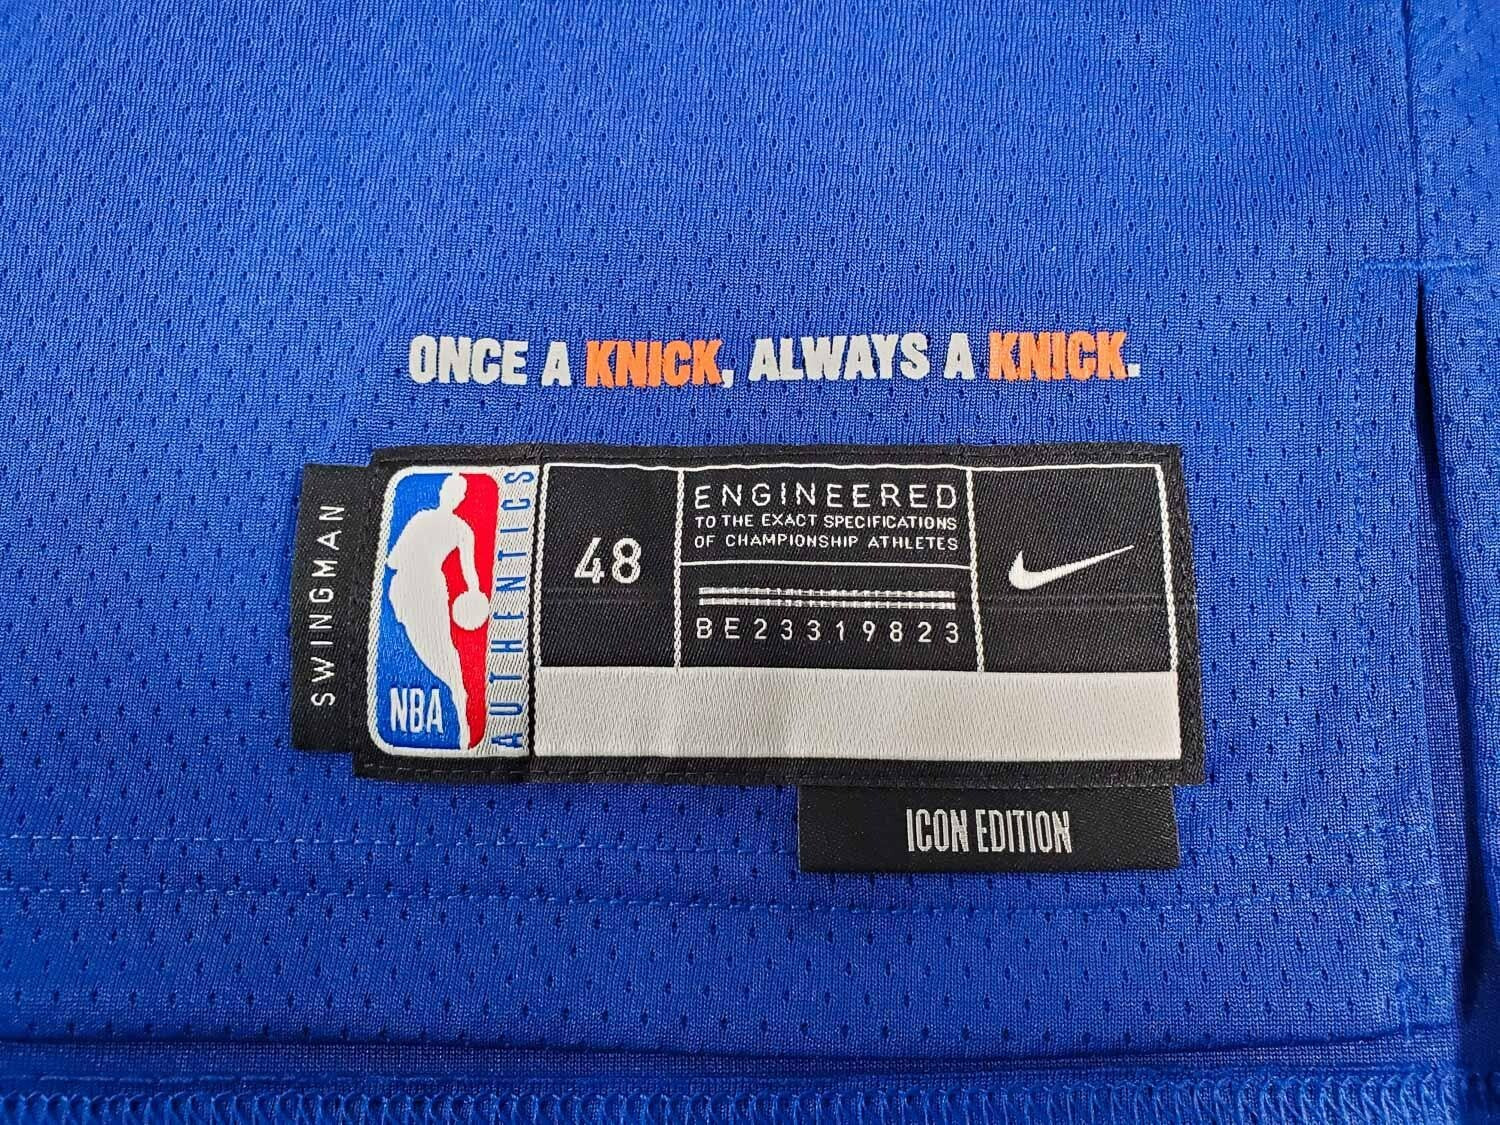 ONCE A KNICK, ALWAYS A KNICK.
SWINGMAN
NBA
AUTHENTICS
48
ENGINEERED
TO THE EXACT SPECIFICATIONS
OF CHAMPIONSHIP ATHLETES
BE23319823
ICON EDITION